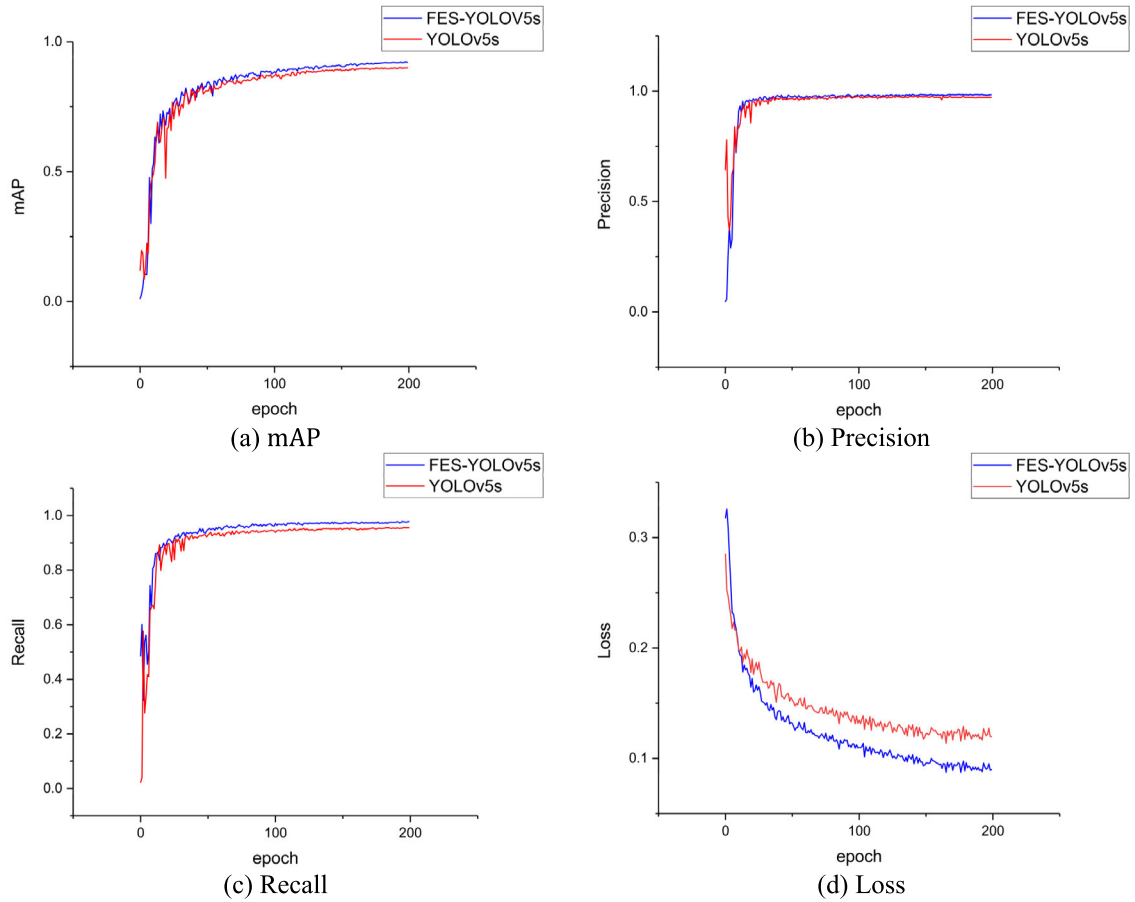 FES-YOLOV5s
YOLOv5s
1.0
0.5
0.0
mAP
0
100
200
epoch
(a) mAP
FES-YOLOv5s
YOLOv5s
1.0
0.5
0.0
Precision
0
100
200
epoch
(b) Precision
FES-YOLOv5s
YOLOv5s
1.0
0.8
0.6
0.4
0.2
0.0
Recall
0
100
200
epoch
(c) Recall
FES-YOLOv5s
YOLOv5s
0.3
0.2
0.1
Loss
0
100
200
epoch
(d) Loss